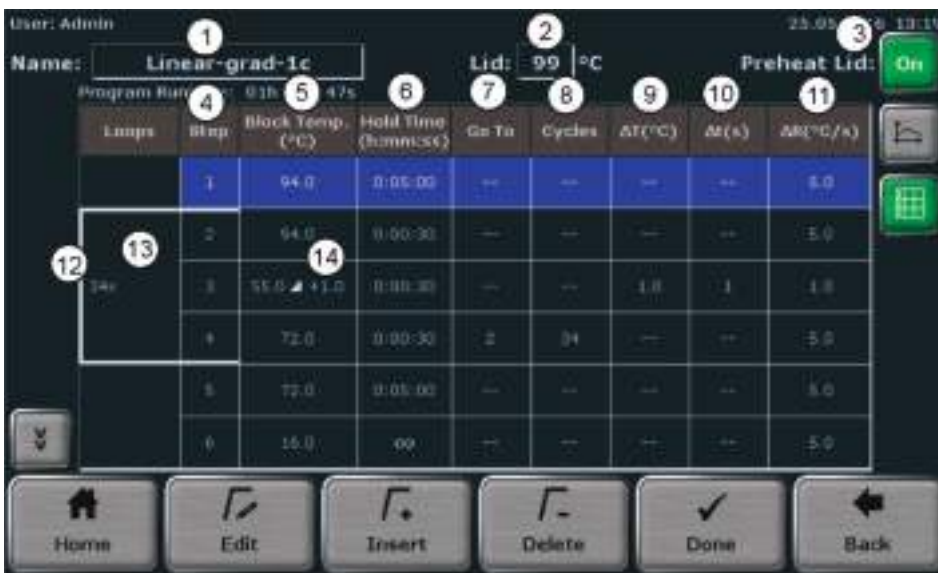 User: Admin
1 2 3
Name: Linear-grad-1c Lid: 99 °C Preheat Lid: On
Program 47s
4 5 6 7 8 9 10 11
Loops Step Block Temp. (°C) Hold Time (h:mm:ss) Go To Cycles ΔT(°C) Δt(s) ΔR(°C/s)
1 94.0 0:05:00 -- -- -- -- 5.0
12 13 14
2 94.0 0:00:30 -- -- -- -- 5.0
34x 3 55.0 +1.0 0:00:30 -- -- 1.0 1 1.0
4 72.0 0:00:30 2 34 -- -- 5.0
5 72.0 0:05:00 -- -- -- -- 5.0
6 16.0 ∞ -- -- -- -- 5.0
Home Edit Insert Delete Done Back